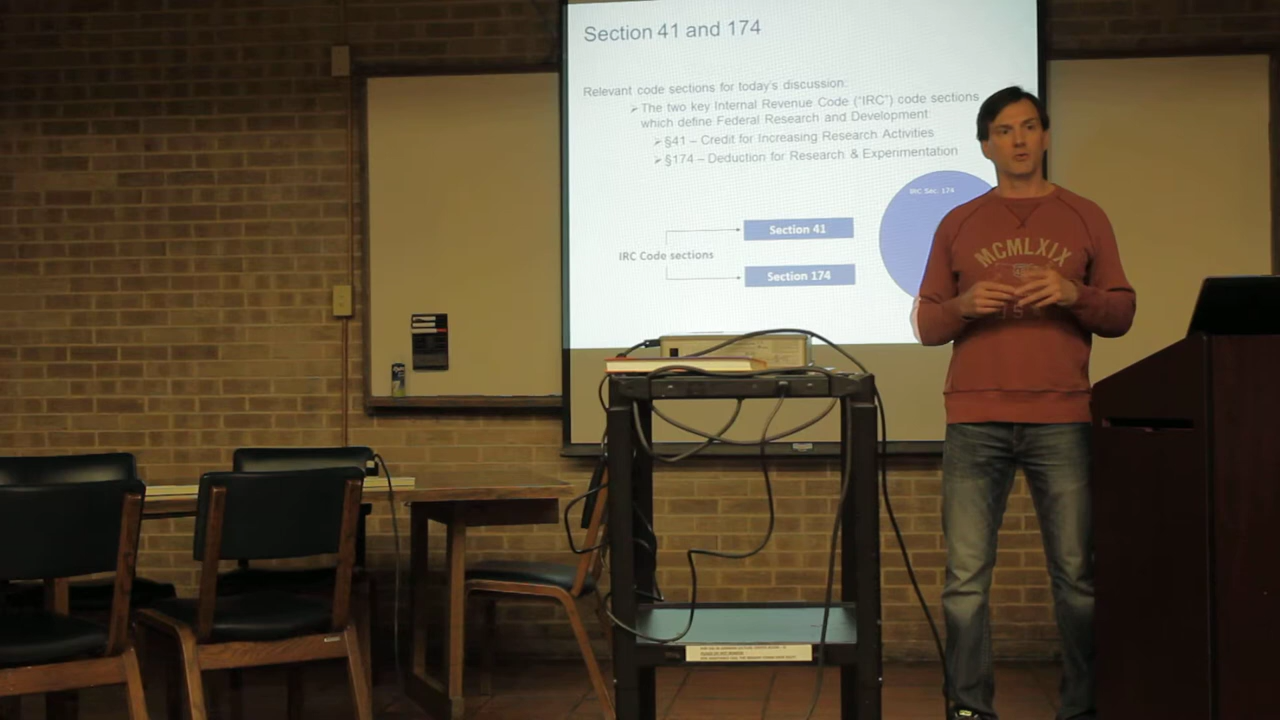 Section 41 and 174
Relevant code sections for today's discussion:
➢ The two key Internal Revenue Code ("IRC") code sections
which define Federal Research and Development:
➢ §41 – Credit for Increasing Research Activities
➢ §174 – Deduction for Research & Experimentation
IRC Sec. 174
Section 41
IRC Code sections
Section 174
MCMLXIX